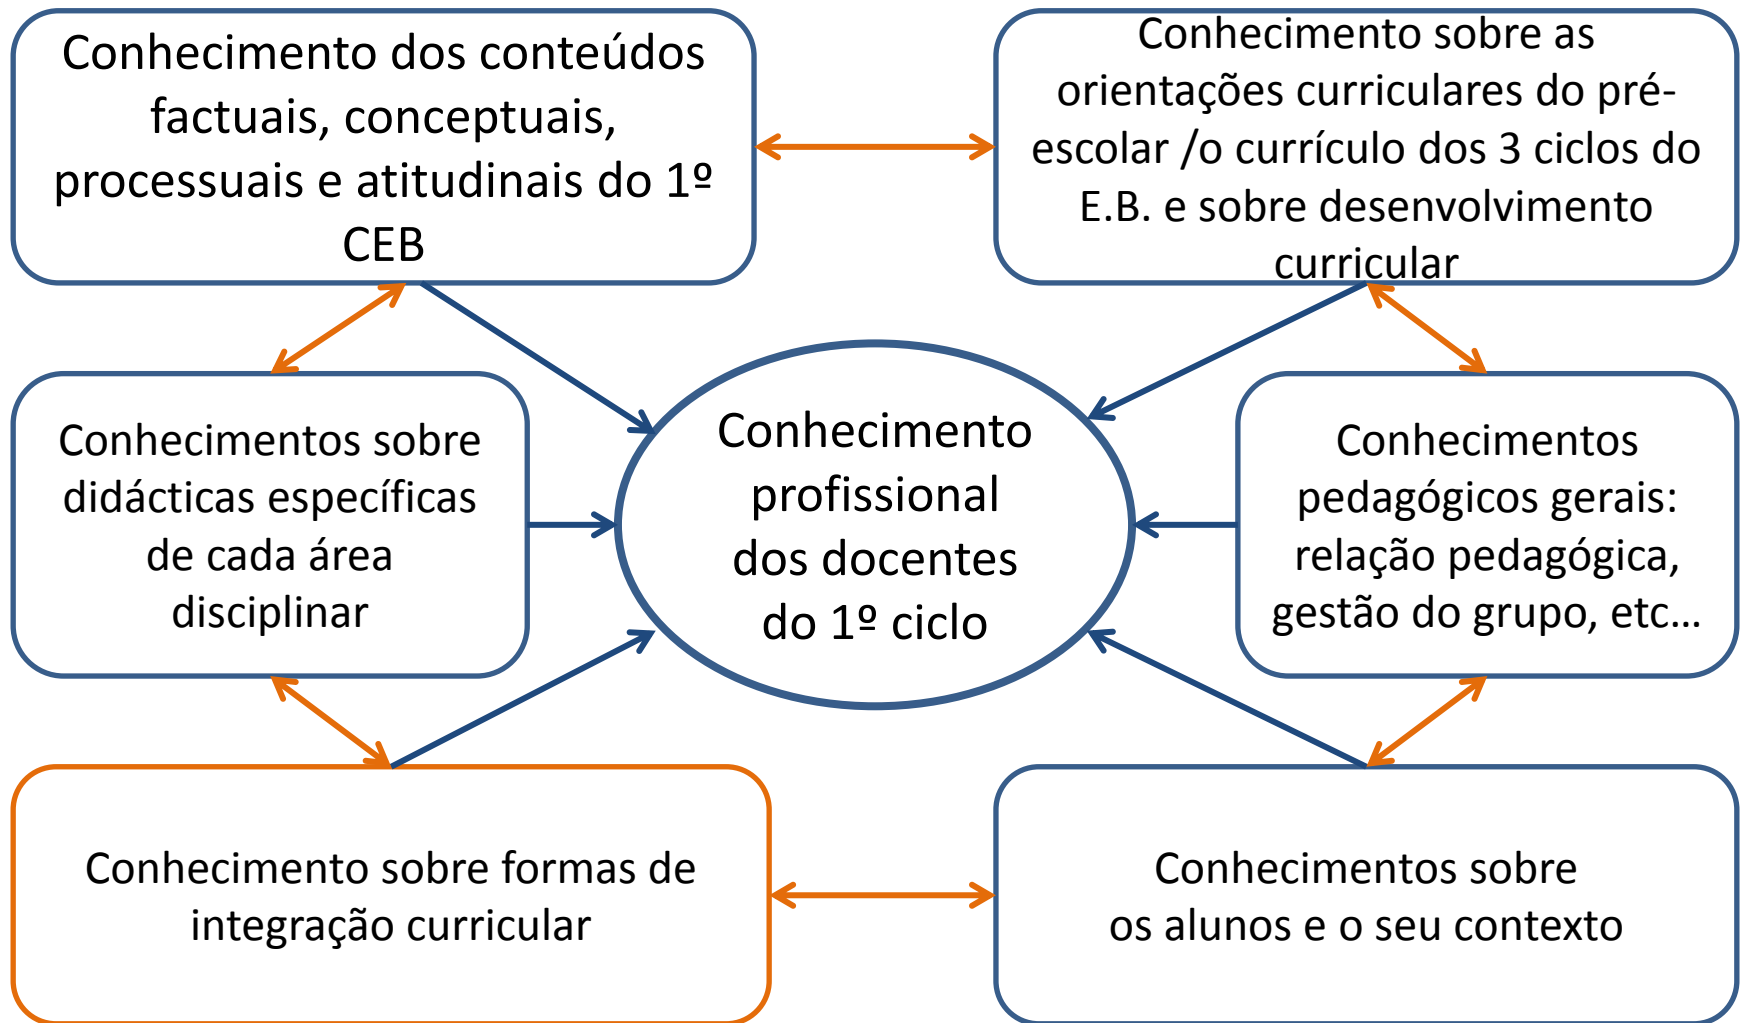 Conhecimento dos conteúdos
factuais, conceptuais,
processuais e atitudinais do 1º
CEB
Conhecimento sobre as
orientações curriculares do pré-
escolar /o currículo dos 3 ciclos do
E.B. e sobre desenvolvimento
curricular
Conhecimentos sobre
didácticas específicas
de cada área
disciplinar
Conhecimento
profissional
dos docentes
do 1º ciclo
Conhecimentos
pedagógicos gerais:
relação pedagógica,
gestão do grupo, etc...
Conhecimento sobre formas de
integração curricular
Conhecimentos sobre
os alunos e o seu contexto